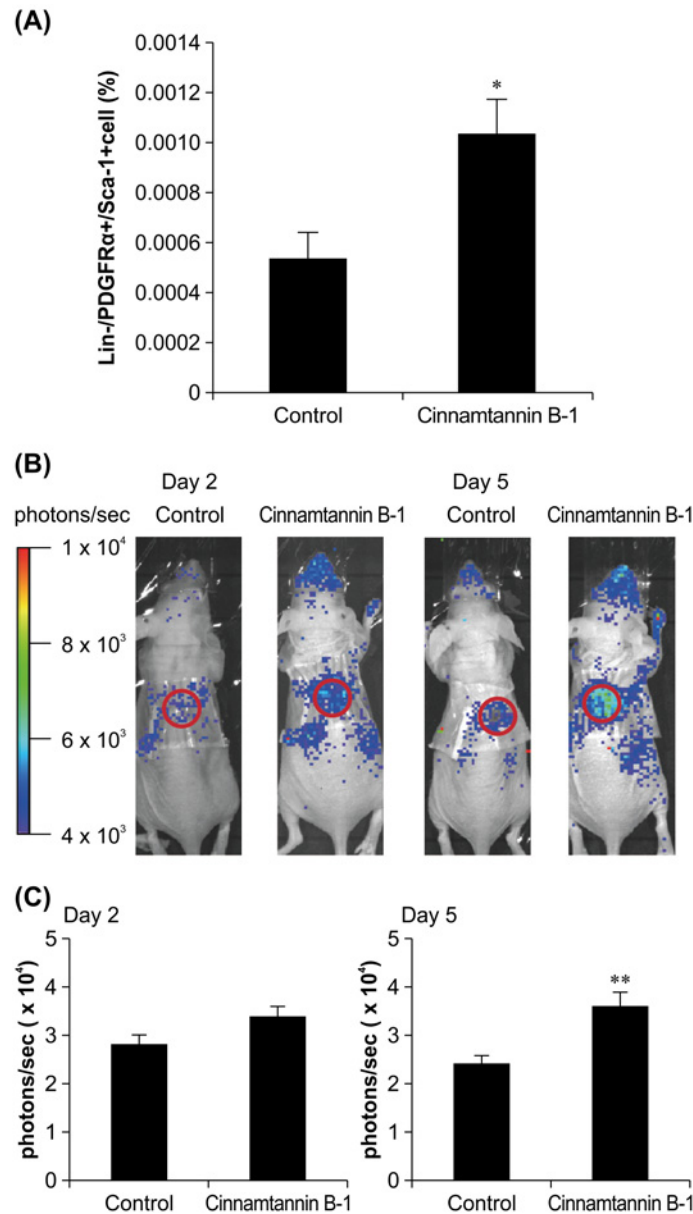 (A)
Lin-/PDGFRα+/Sca-1+cell (%)
0.0014
0.0012
0.0010
0.0008
0.0006
0.0004
0.0002
0
*
Control Cinnamtannin B-1
(B)
Day 2 Day 5
photons/sec Control Cinnamtannin B-1 Control Cinnamtannin B-1
1 x 10⁴
8 x 10³
6 x 10³
4 x 10³
(C)
Day 2
photons/sec ( x 10⁴)
5
4
3
2
1
0
Control Cinnamtannin B-1
Day 5
photons/sec ( x 10⁴)
5
4
3
2
1
0
**
Control Cinnamtannin B-1